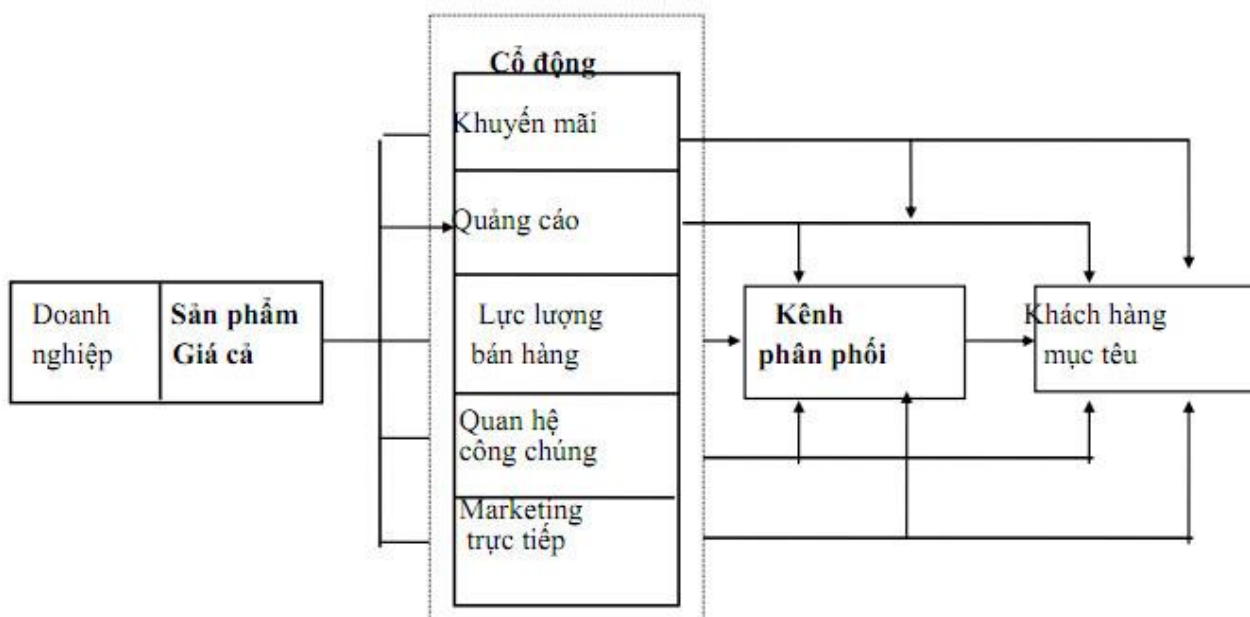 Cổ động
Khuyến mãi
Quảng cáo
Doanh
nghiệp
Sản phẩm
Giá cả
Lực lượng
bán hàng
Kênh
phân phối
Khách hàng
mục têu
Quan hệ
công chúng
Marketing
trực tiếp